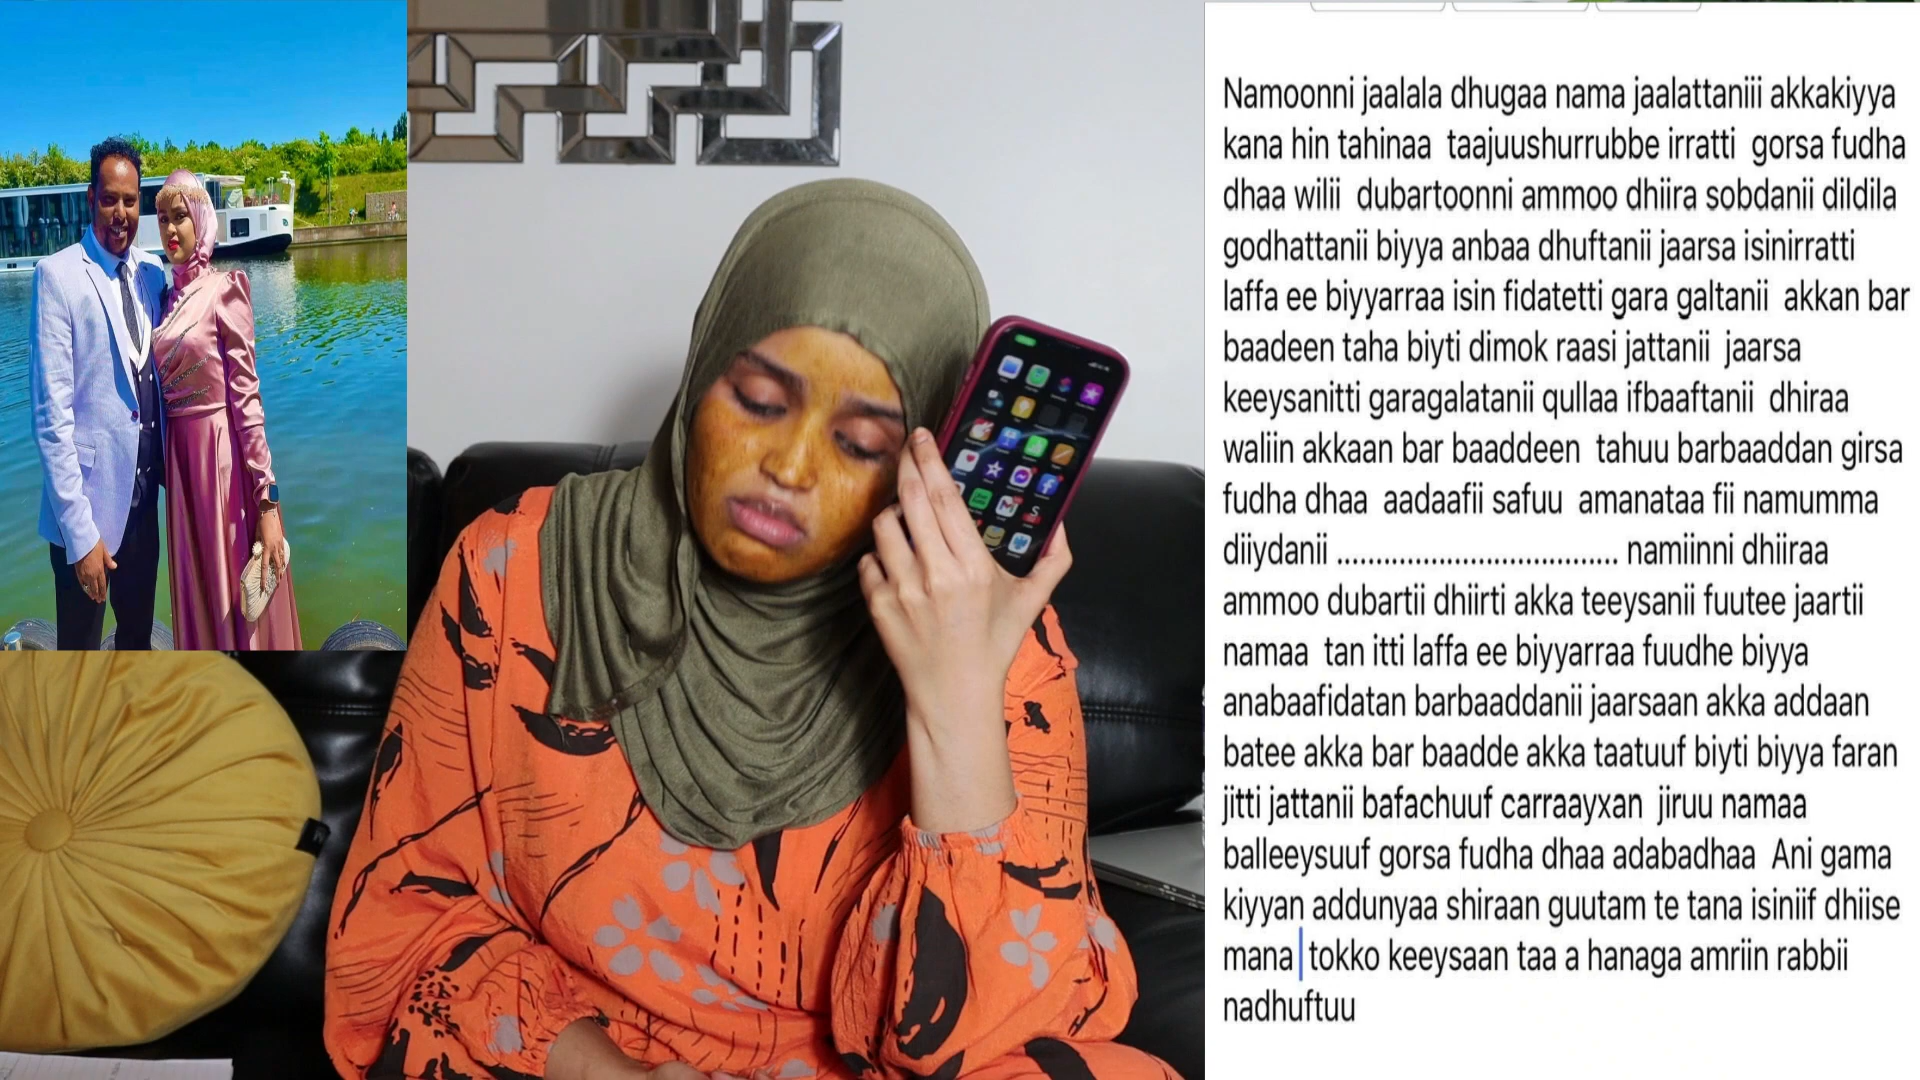 Namoonni jaalala dhugaa nama jaalattaniii akkakiyya
kana hin tahinaa taajuushurrubbe irratti gorsa fudha
dhaa wilii dubartoonni ammoo dhiira sobdanii dildila
godhattanii biyya anbaa dhuftanii jaarsa isinirratti
laffa ee biyyarraa isin fidatetti gara galtanii akkan bar
baadeen taha biyti dimok raasi jattanii jaarsa
keeysanitti garagalatanii qullaa ifbaaftanii dhiraa
waliin akkaan bar baaddeen tahuu barbaaddan girsa
fudha dhaa aadaafii safuu amanataa fii namumma
diiydanii .................................... namiinni dhiiraa
ammoo dubartii dhiirti akka teeysanii fuutee jaartii
namaa tan itti laffa ee biyyarraa fuudhe biyya
anabaafidatan barbaaddanii jaarsaan akka addaan
batee akka bar baadde akka taatuuf biyti biyya faran
jitti jattanii bafachuuf carraayxan jiruu namaa
balleeysuuf gorsa fudha dhaa adabadhaa Ani gama
kiyyan addunyaa shiraan guutam te tana isiniif dhiise
mana tokko keeysaan taa a hanaga amriin rabbii
nadhuftuu